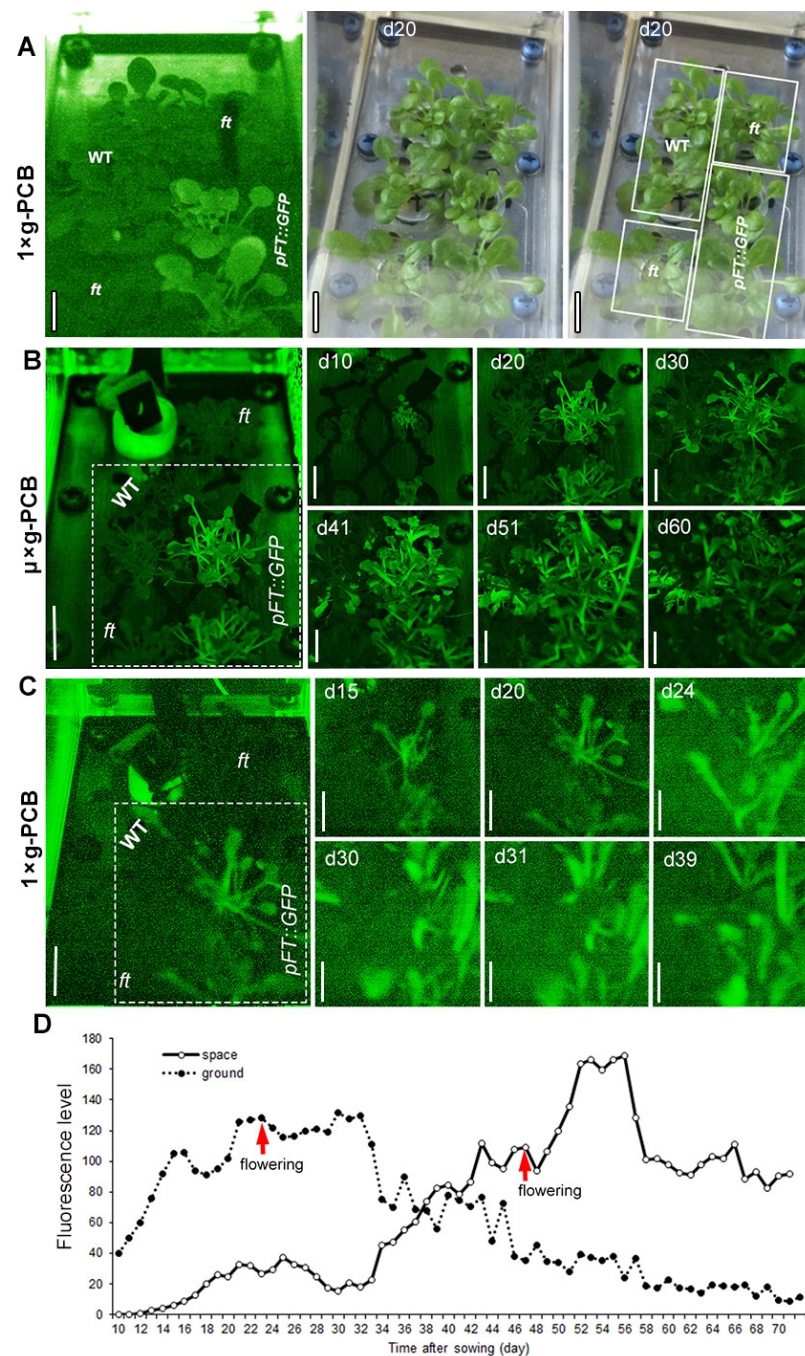 A
1×g-PCB
ft
WT
pFT::GFP
ft
d20
d20
WT
ft
pFT::GFP
ft
B
μ×g-PCB
ft
WT
pFT::GFP
ft
d10
d20
d30
d41
d51
d60
C
1×g-PCB
ft
WT
pFT::GFP
ft
d15
d20
d24
d30
d31
d39
D
180
160
140
120
100
80
60
40
20
0
Fluorescence level
space
ground
flowering
flowering
10 12 14 16 18 20 22 24 26 28 30 32 34 36 38 40 42 44 46 48 50 52 54 56 58 60 62 64 66 68 70
Time after sowing (day)